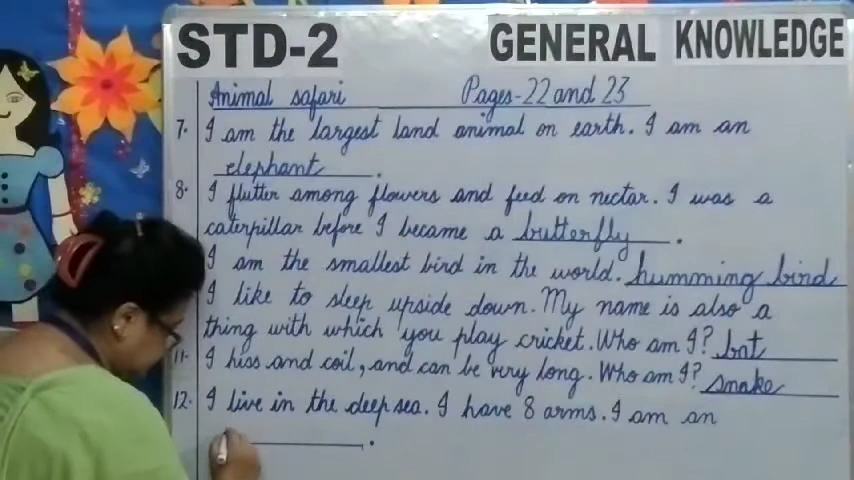 STD-2 GENERAL KNOWLEDGE
Animal safari Pages-22 and 23
7. I am the largest land animal on earth. I am an
elephant.
8. I flutter among flowers and feed on nectar. I was a
caterpillar before I became a butterfly.
I am the smallest bird in the world. humming bird
I like to sleep upside down. My name is also a
thing with which you play cricket. Who am I? bat
11. I hiss and coil, and can be very long. Who am I? snake
12. I live in the deep sea. I have 8 arms. I am an
.